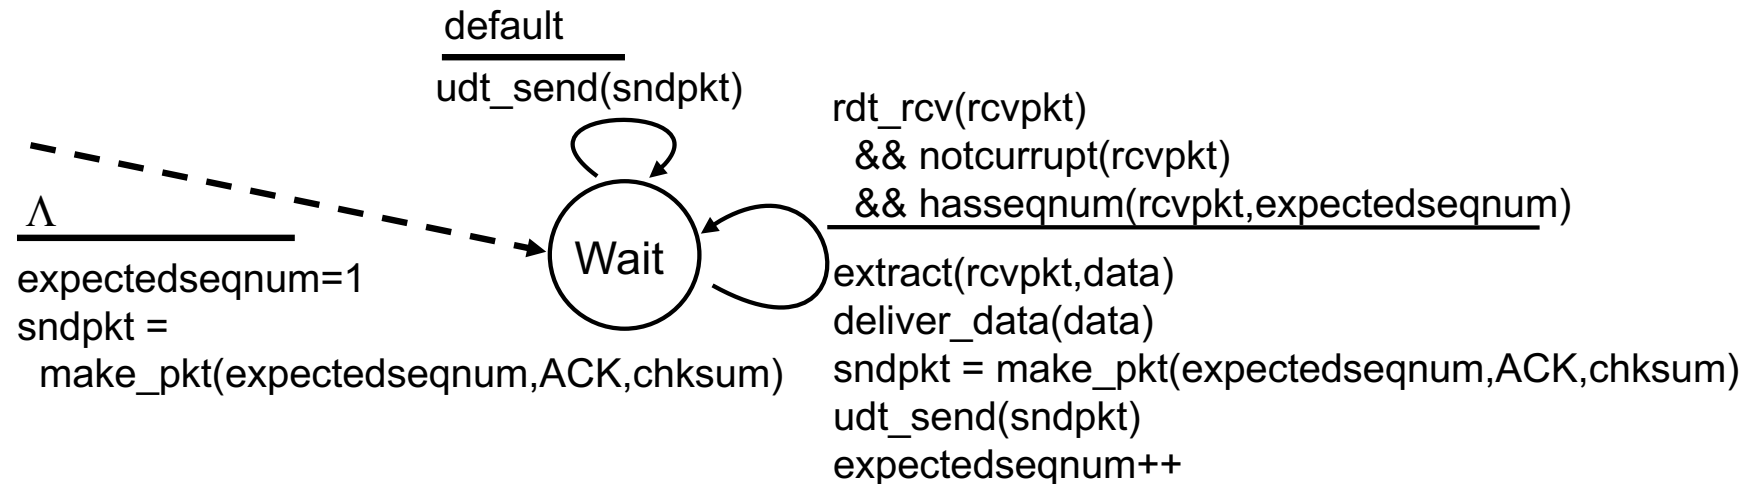 default
udt_send(sndpkt)
rdt_rcv(rcvpkt)
&& notcurrupt(rcvpkt)
&& hasseqnum(rcvpkt,expectedseqnum)
Λ
Wait
expectedseqnum=1
sndpkt =
make_pkt(expectedseqnum,ACK,chksum)
extract(rcvpkt,data)
deliver_data(data)
sndpkt = make_pkt(expectedseqnum,ACK,chksum)
udt_send(sndpkt)
expectedseqnum++